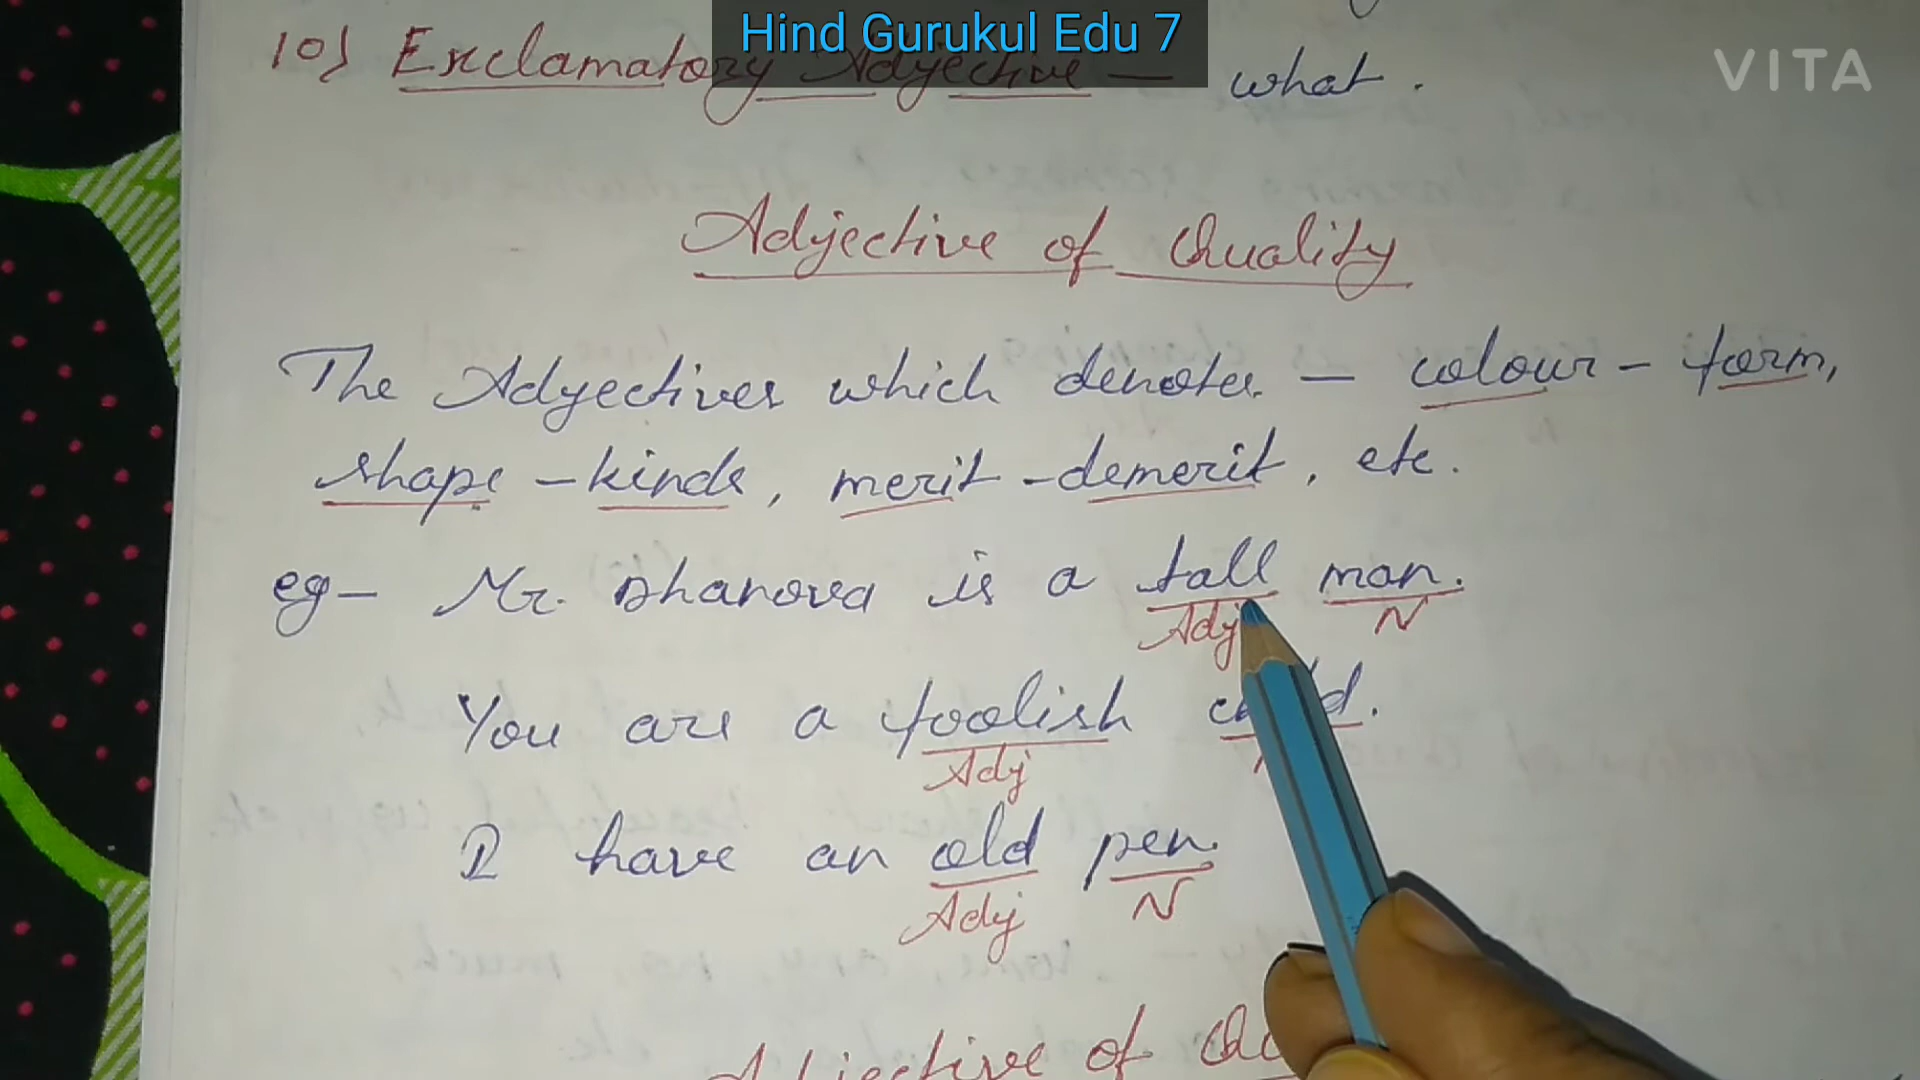 Hind Gurukul Edu 7
VITA
10) Exclamatory Adjective — what.
Adjective of Quality
The Adjectives which denotes — colour - form,
shape - kinds, merit - demerit, etc.
eg - Mr. is a tall man.
Adj N
You are a foolish
Adj
I have an old pen.
Adj N
Adjective of